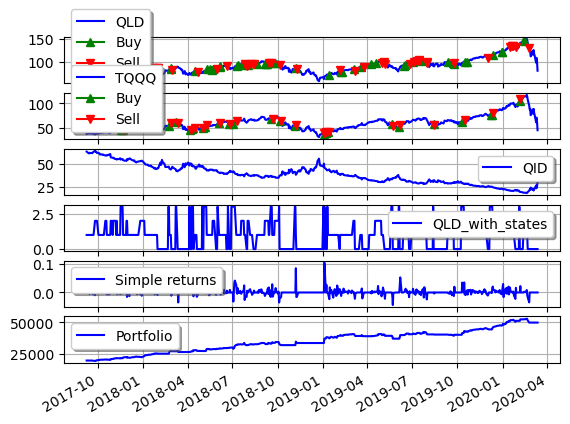 QLD
Buy
Sell
150
100
TQQQ
Buy
Sell
100
50
QID
50
25
QLD_with_states
2.5
0.0
Simple returns
0.1
0.0
Portfolio
50000
25000
2017-10 2018-01 2018-04 2018-07 2018-10 2019-01 2019-04 2019-07 2019-10 2020-01 2020-04